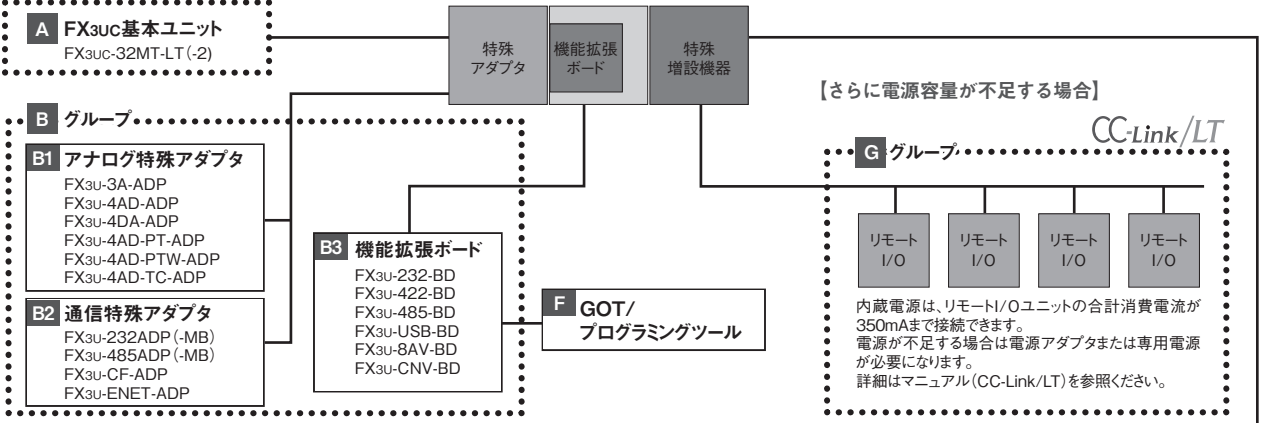 A FX3UC基本ユニット
FX3UC-32MT-LT(-2)
特殊
アダプタ
機能拡張
ボード
特殊
増設機器
【さらに電源容量が不足する場合】
CC-Link/LT
B グループ
B1 アナログ特殊アダプタ
FX3U-3A-ADP
FX3U-4AD-ADP
FX3U-4DA-ADP
FX3U-4AD-PT-ADP
FX3U-4AD-PTW-ADP
FX3U-4AD-TC-ADP
B2 通信特殊アダプタ
FX3U-232ADP(-MB)
FX3U-485ADP(-MB)
FX3U-CF-ADP
FX3U-ENET-ADP
B3 機能拡張ボード
FX3U-232-BD
FX3U-422-BD
FX3U-485-BD
FX3U-USB-BD
FX3U-8AV-BD
FX3U-CNV-BD
F GOT/
プログラミングツール
G グループ
リモート
I/O
リモート
I/O
リモート
I/O
リモート
I/O
内蔵電源は、リモートI/Oユニットの合計消費電流が
350mAまで接続できます。
電源が不足する場合は電源アダプタまたは専用電源
が必要になります。
詳細はマニュアル(CC-Link/LT)を参照ください。